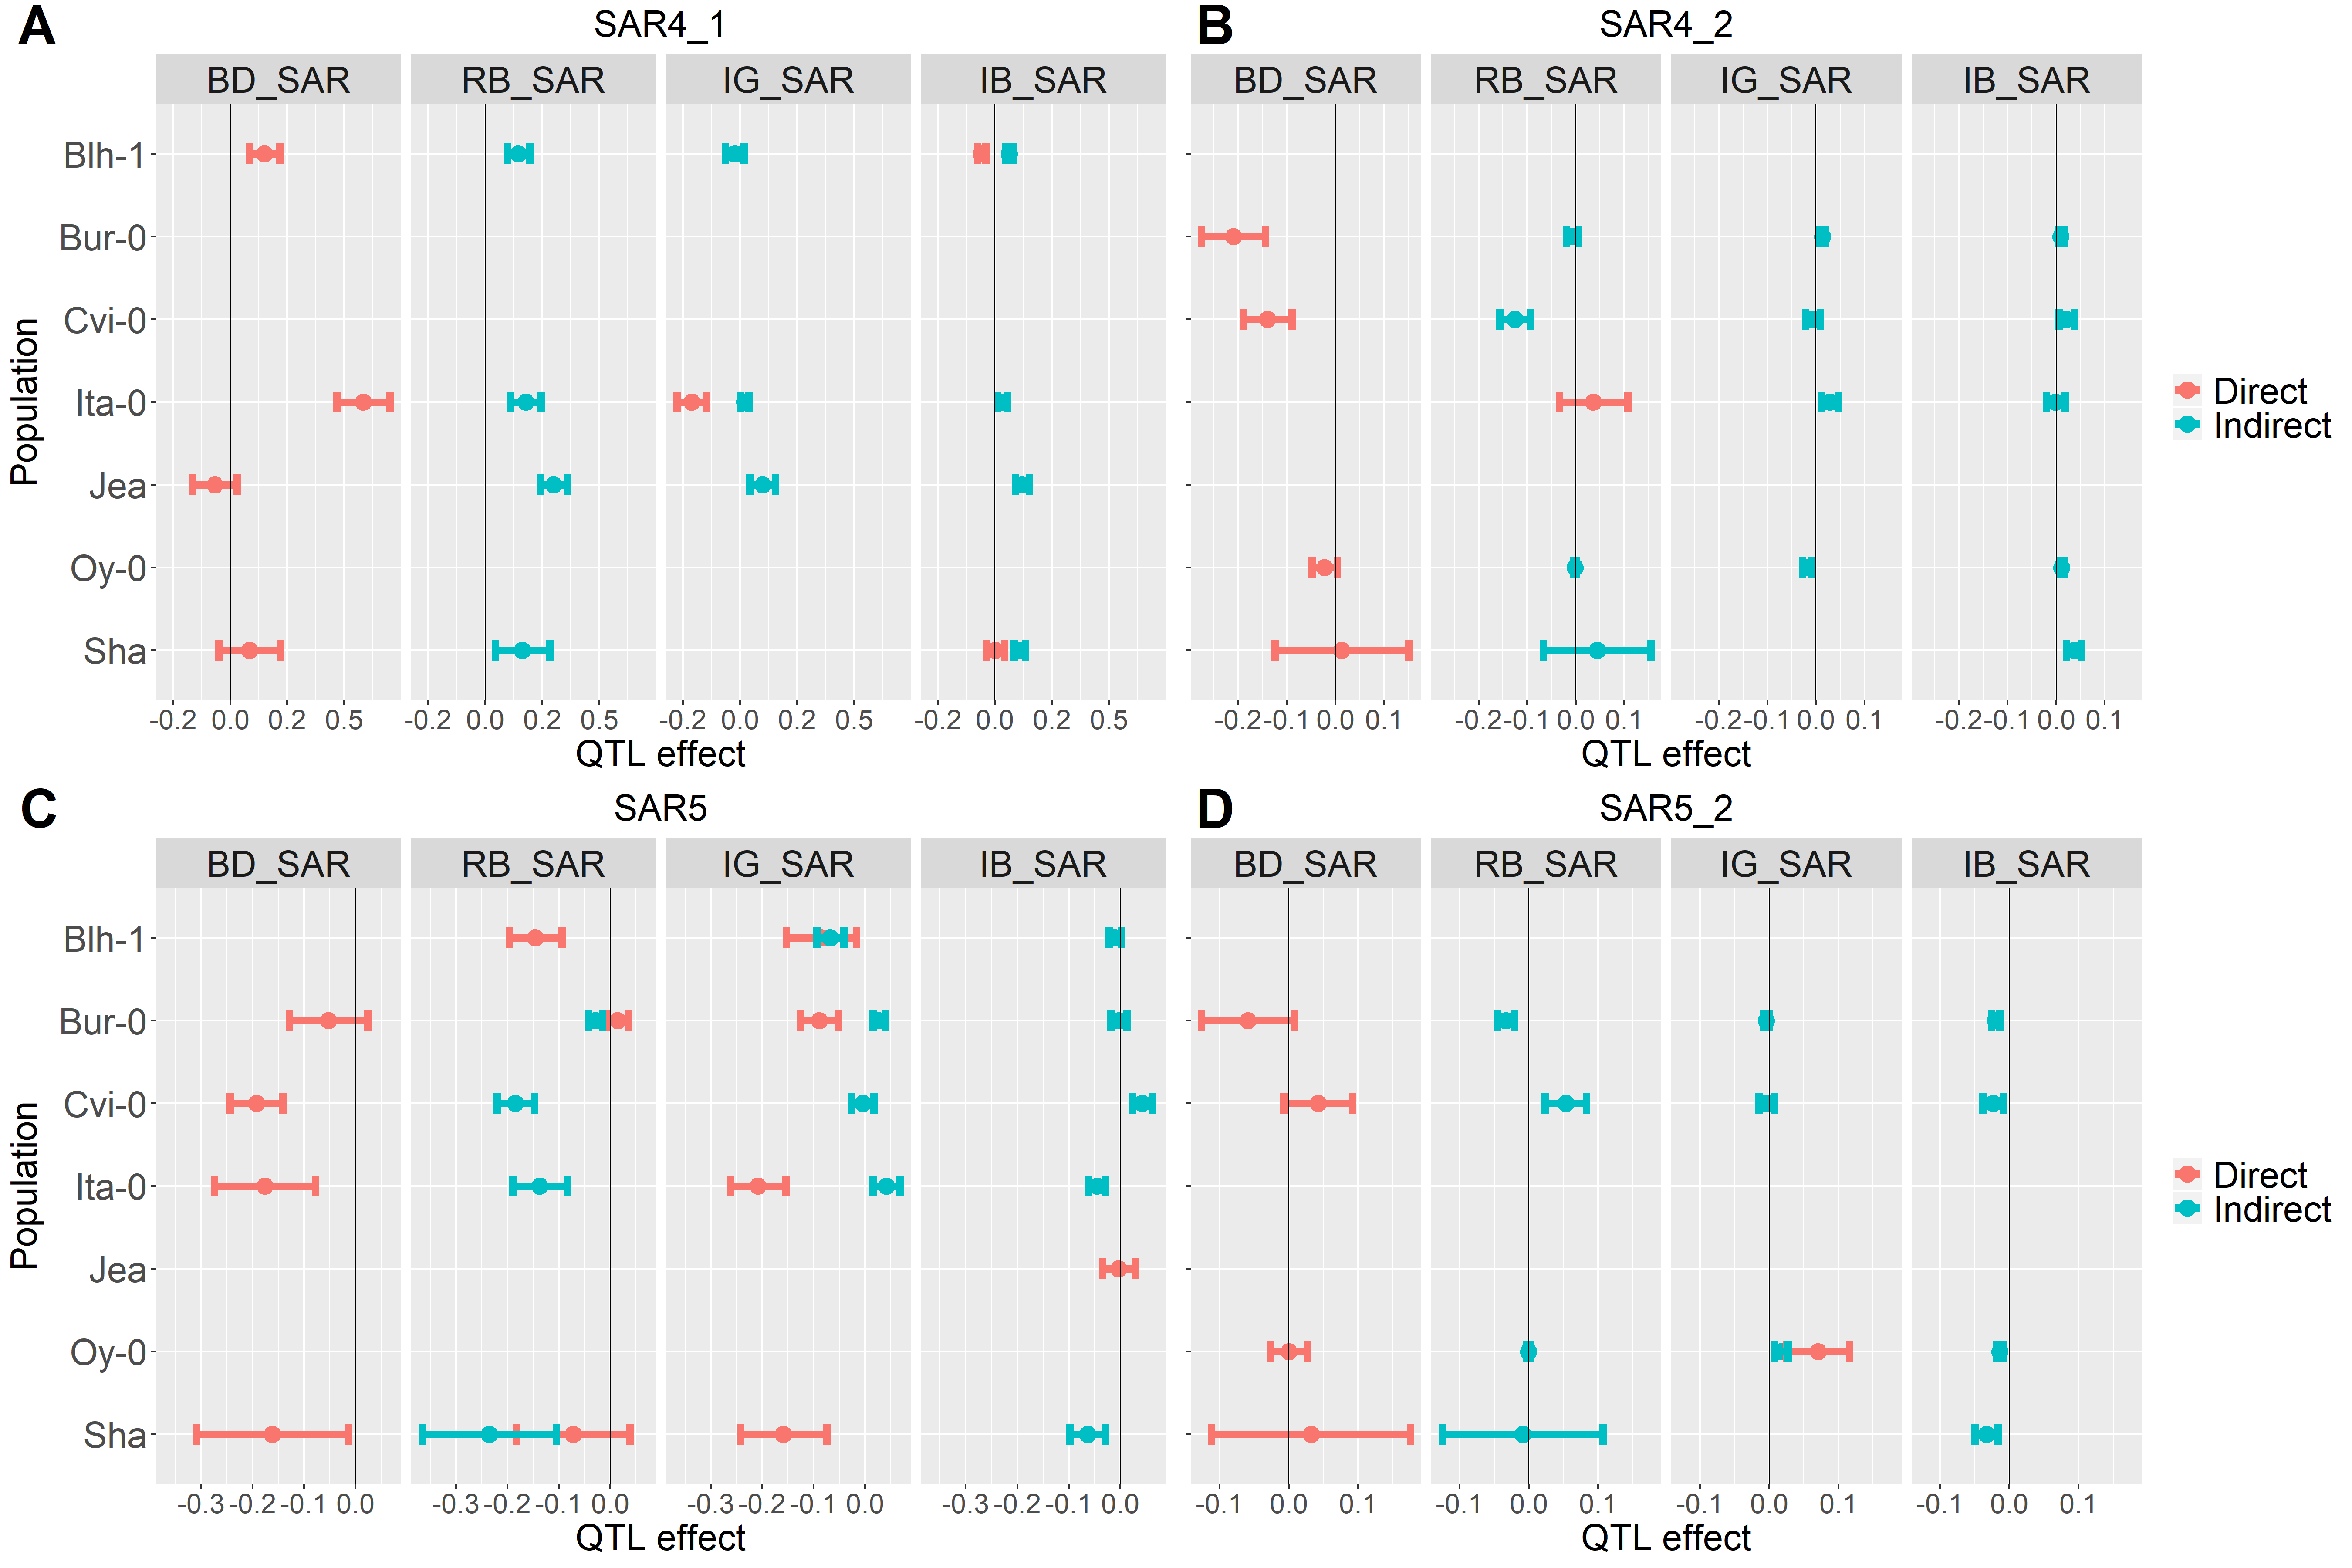 A SAR4_1
BD_SAR RB_SAR IG_SAR IB_SAR
Blh-1
Bur-0
Cvi-0
Ita-0
Jea
Oy-0
Sha
Population
-0.2 0.0 0.2 0.5 -0.2 0.0 0.2 0.5 -0.2 0.0 0.2 0.5 -0.2 0.0 0.2 0.5
QTL effect
B SAR4_2
BD_SAR RB_SAR IG_SAR IB_SAR
-0.2 -0.1 0.0 0.1 -0.2 -0.1 0.0 0.1 -0.2 -0.1 0.0 0.1 -0.2 -0.1 0.0 0.1
QTL effect
Direct
Indirect
C SAR5
BD_SAR RB_SAR IG_SAR IB_SAR
Blh-1
Bur-0
Cvi-0
Ita-0
Jea
Oy-0
Sha
Population
-0.3 -0.2 -0.1 0.0 -0.3 -0.2 -0.1 0.0 -0.3 -0.2 -0.1 0.0 -0.3 -0.2 -0.1 0.0
QTL effect
D SAR5_2
BD_SAR RB_SAR IG_SAR IB_SAR
-0.1 0.0 0.1 -0.1 0.0 0.1 -0.1 0.0 0.1 -0.1 0.0 0.1
QTL effect
Direct
Indirect